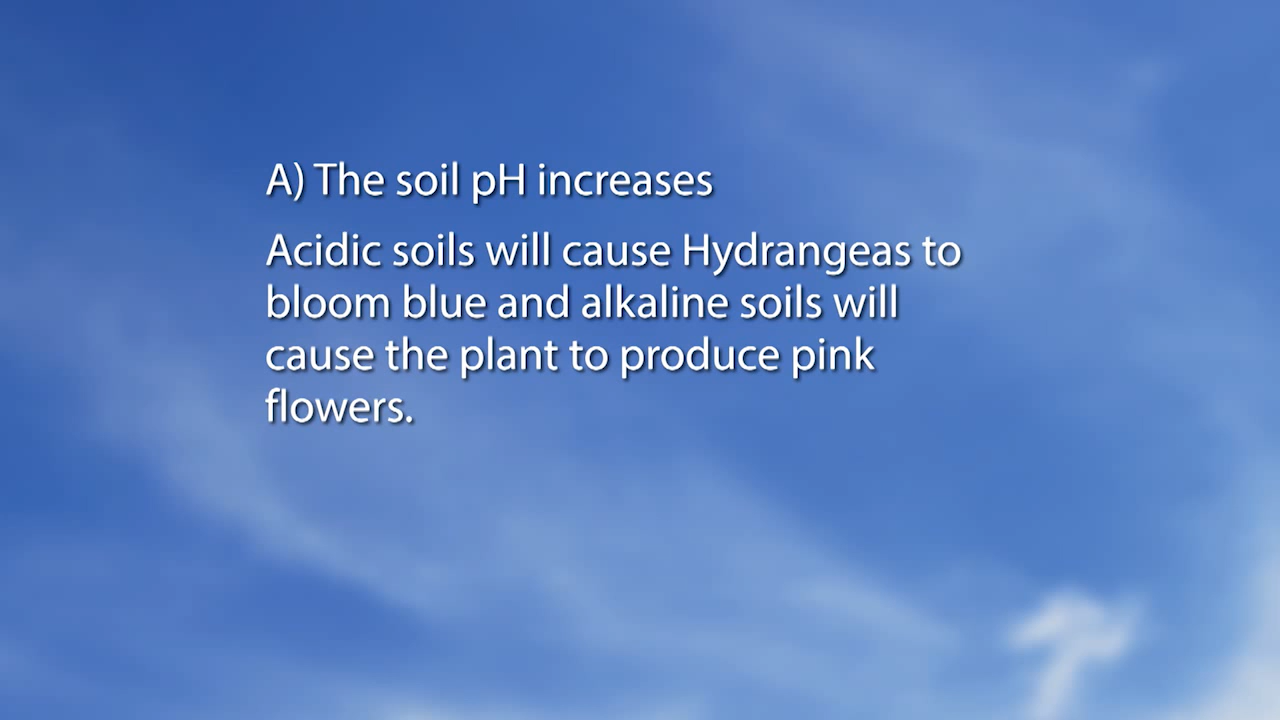 A) The soil pH increases
Acidic soils will cause Hydrangeas to
bloom blue and alkaline soils will
cause the plant to produce pink
flowers.